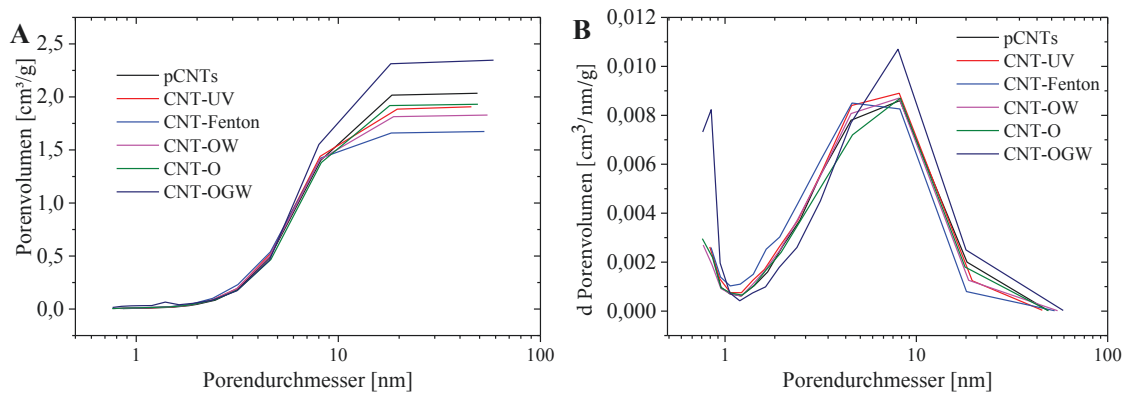 A
2,5
2,0
1,5
1,0
0,5
0,0
Porenvolumen [cm³/g]
pCNTs
CNT-UV
CNT-Fenton
CNT-OW
CNT-O
CNT-OGW
1
10
100
Porendurchmesser [nm]
B
0,012
0,010
0,008
0,006
0,004
0,002
0,000
d Porenvolumen [cm³/nm/g]
pCNTs
CNT-UV
CNT-Fenton
CNT-OW
CNT-O
CNT-OGW
1
10
100
Porendurchmesser [nm]